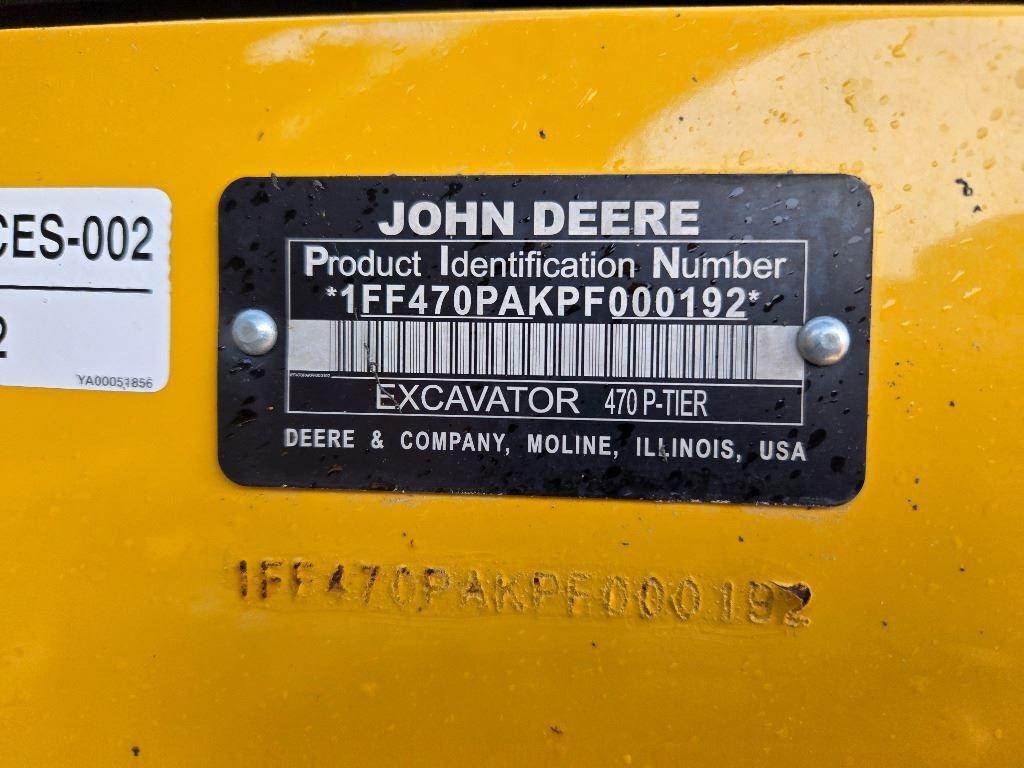 CES-002
2
YA00051856
JOHN DEERE
Product Identification Number
*1FF470PAKPF000192*
EXCAVATOR 470 P-TIER
DEERE & COMPANY, MOLINE, ILLINOIS, USA
1FF470PAKPF000192